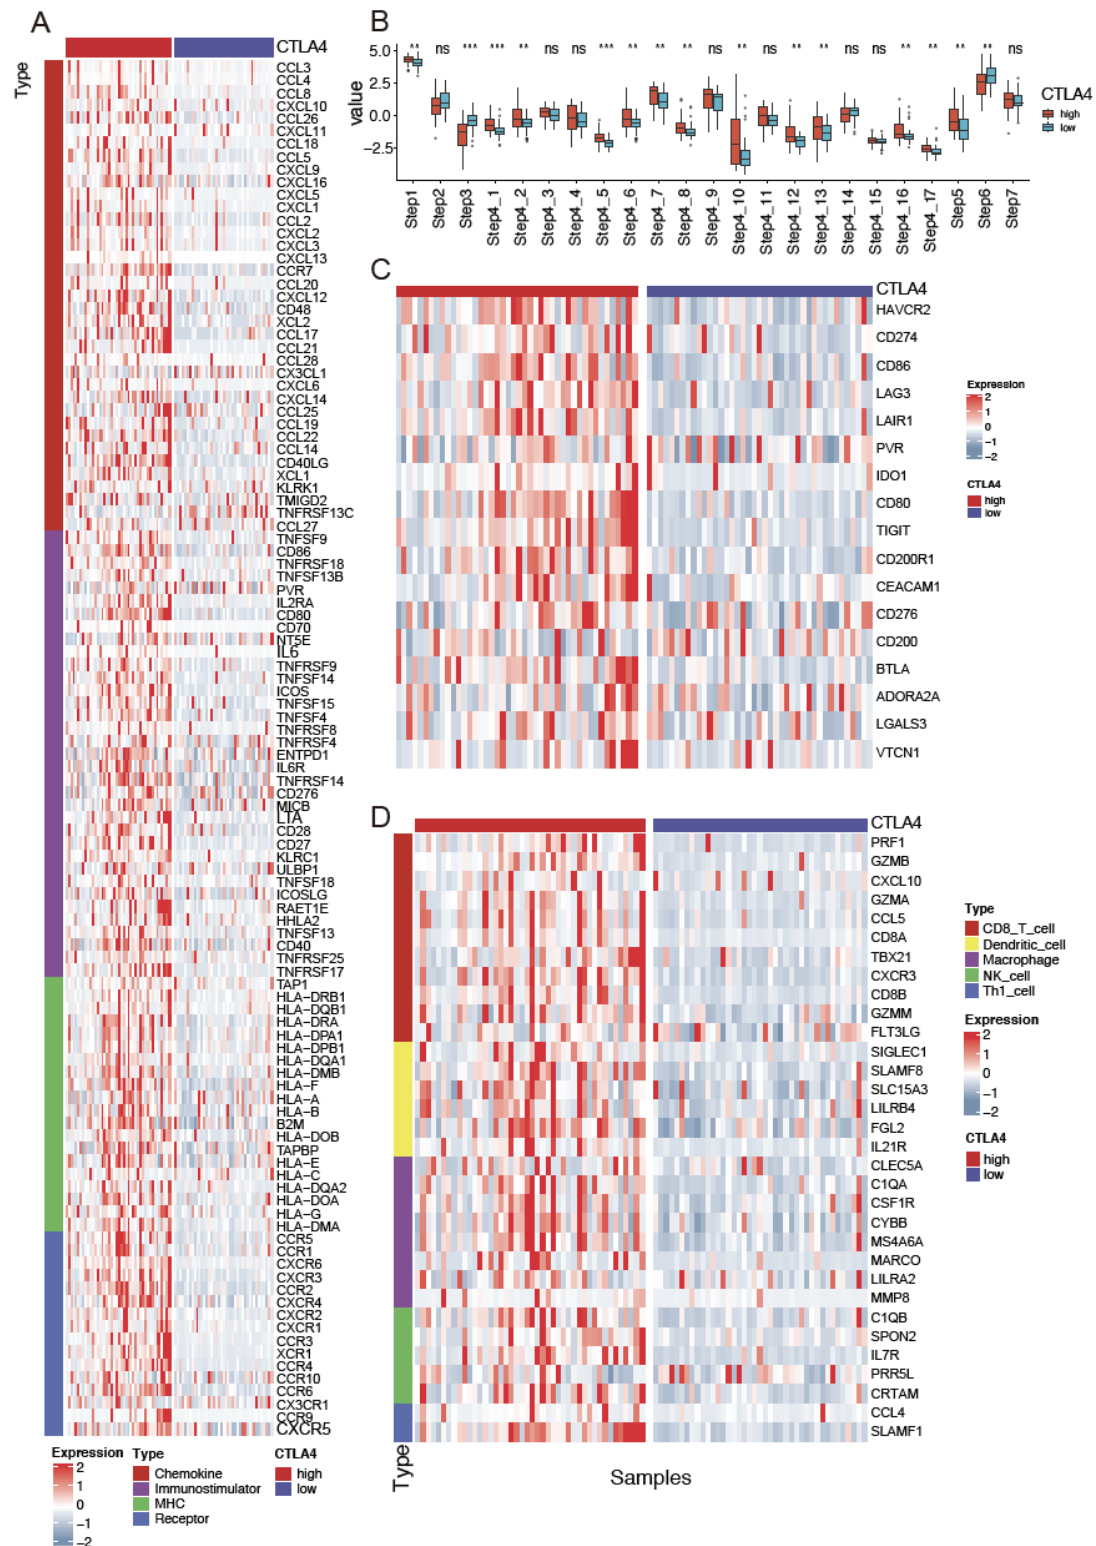 A
CTLA4
Type
CCL3
CCL4
CCL8
CXCL10
CCL26
CXCL11
CCL18
CCL5
CXCL9
CXCL16
CXCL5
CXCL1
CCL2
CXCL2
CXCL3
CXCL13
CCR7
CCL20
CXCL12
CD48
XCL2
CCL17
CCL21
CCL28
CX3CL1
CXCL6
CXCL14
CCL25
CCL19
CCL22
CCL14
CD40LG
XCL1
KLRK1
TMIGD2
TNFRSF13C
CCL27
TNFSF9
CD86
TNFRSF18
TNFSF13B
PVR
IL2RA
CD80
CD70
NT5E
IL6
TNFRSF9
TNFSF14
ICOS
TNFSF15
TNFSF4
TNFRSF8
TNFRSF4
ENTPD1
IL6R
TNFRSF14
CD276
MICB
LTA
CD28
CD27
KLRC1
ULBP1
TNFSF18
ICOSLG
RAET1E
HHLA2
TNFSF13
CD40
TNFRSF25
TNFRSF17
TAP1
HLA-DRB1
HLA-DQB1
HLA-DRA
HLA-DPA1
HLA-DPB1
HLA-DQA1
HLA-DMB
HLA-F
HLA-A
HLA-B
B2M
HLA-DOB
TAPBP
HLA-E
HLA-C
HLA-DQA2
HLA-DOA
HLA-G
HLA-DMA
CCR5
CCR1
CXCR6
CXCR3
CCR2
CXCR4
CXCR2
CXCR1
CCR3
XCR1
CCR4
CCR10
CCR6
CX3CR1
CCR9
CXCR5
Expression
2
1
0
-1
-2
Type
Chemokine
Immunostimulator
MHC
Receptor
CTLA4
high
low
B
** ns *** *** ** ns ns *** ** ** ** ns ** ns ** ** ns ns ** ** ** ** ns
value
5.0
2.5
0.0
-2.5
Step1 Step2 Step3 Step4_1 Step4_2 Step4_3 Step4_4 Step4_5 Step4_6 Step4_7 Step4_8 Step4_9 Step4_10 Step4_11 Step4_12 Step4_13 Step4_14 Step4_15 Step4_16 Step4_17 Step5 Step6 Step7
CTLA4
high
low
C
CTLA4
HAVCR2
CD274
CD86
LAG3
LAIR1
PVR
IDO1
CD80
TIGIT
CD200R1
CEACAM1
CD276
CD200
BTLA
ADORA2A
LGALS3
VTCN1
Expression
2
1
0
-1
-2
CTLA4
high
low
D
CTLA4
PRF1
GZMB
CXCL10
GZMA
CCL5
CD8A
TBX21
CXCR3
CD8B
GZMM
FLT3LG
SIGLEC1
SLAMF8
SLC15A3
LILRB4
FGL2
IL21R
CLEC5A
C1QA
CSF1R
CYBB
MS4A6A
MARCO
LILRA2
MMP8
C1QB
SPON2
IL7R
PRR5L
CRTAM
CCL4
SLAMF1
Type
Samples
Type
CD8_T_cell
Dendritic_cell
Macrophage
NK_cell
Th1_cell
Expression
2
1
0
-1
-2
CTLA4
high
low